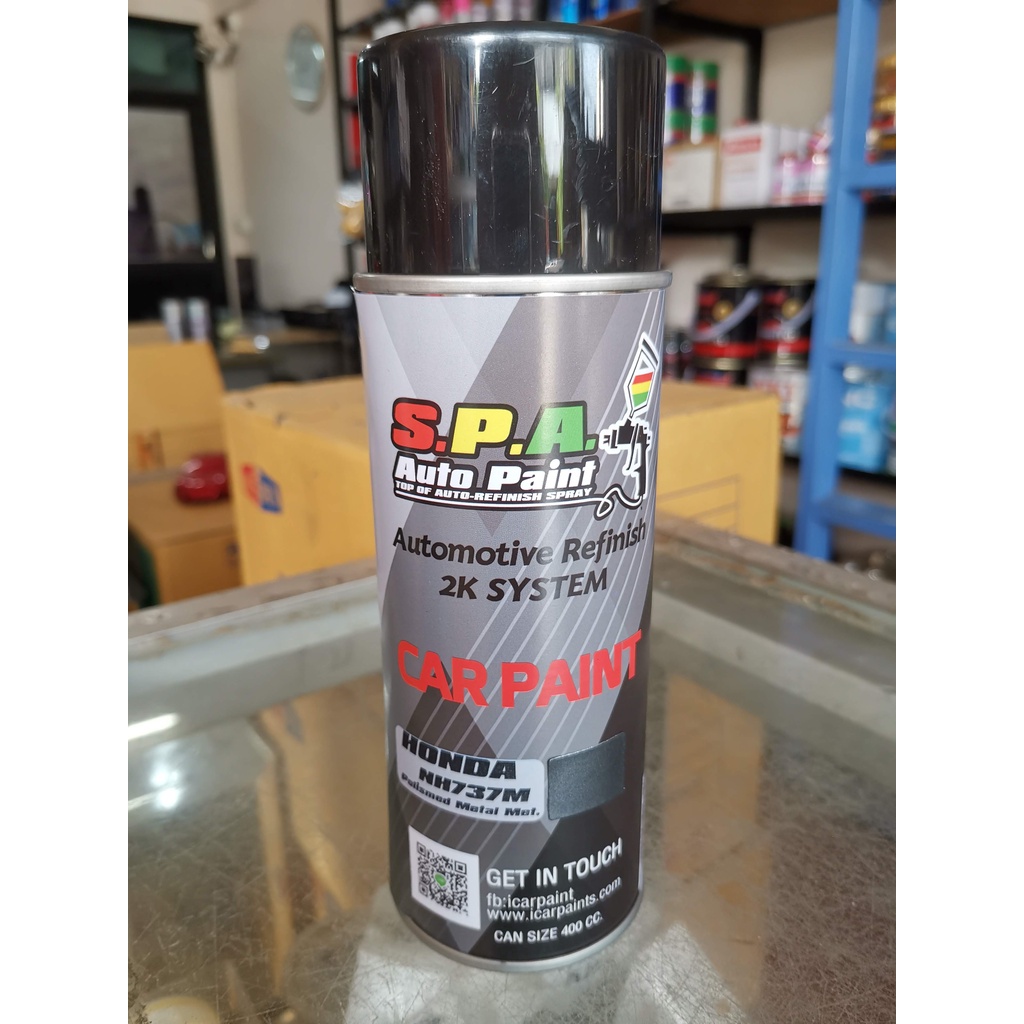 S.P.A.
Auto Paint
TOP OF AUTO-REFINISH SPRAY
Automotive Refinish
2K SYSTEM
CAR PAINT
HONDA
NH737M
Polismed Metal Met.
GET IN TOUCH
fb:icarpaint
www.icarpaints.com
CAN SIZE 400 CC.